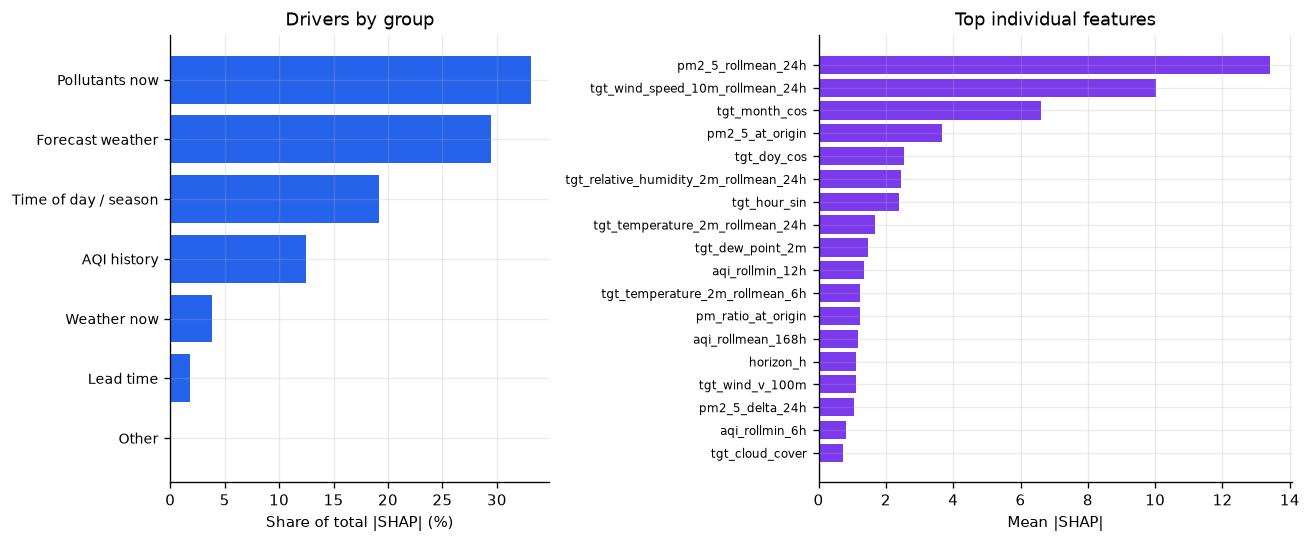 Drivers by group
Pollutants now
Forecast weather
Time of day / season
AQI history
Weather now
Lead time
Other
0 5 10 15 20 25 30
Share of total |SHAP| (%)
Top individual features
pm2_5_rollmean_24h
tgt_wind_speed_10m_rollmean_24h
tgt_month_cos
pm2_5_at_origin
tgt_doy_cos
tgt_relative_humidity_2m_rollmean_24h
tgt_hour_sin
tgt_temperature_2m_rollmean_24h
tgt_dew_point_2m
aqi_rollmin_12h
tgt_temperature_2m_rollmean_6h
pm_ratio_at_origin
aqi_rollmean_168h
horizon_h
tgt_wind_v_100m
pm2_5_delta_24h
aqi_rollmin_6h
tgt_cloud_cover
0 2 4 6 8 10 12 14
Mean |SHAP|